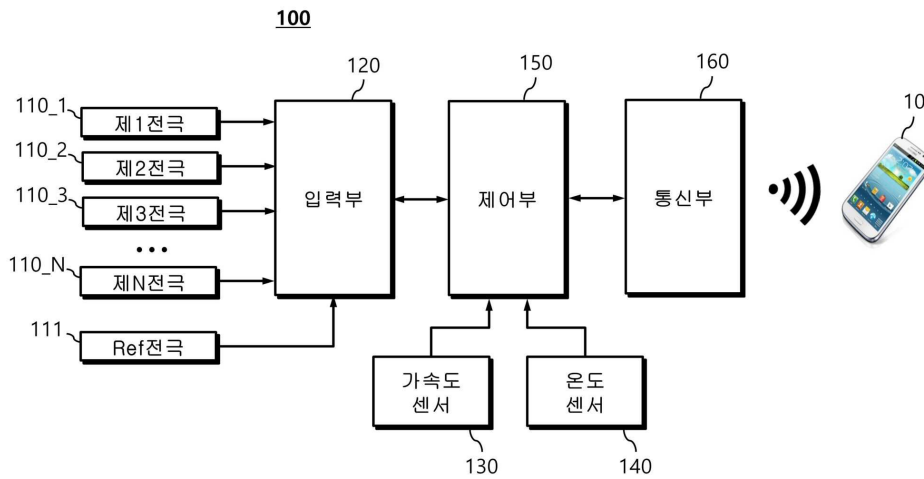 100
120
150
160
10
110_1
제1전극
110_2
제2전극
110_3
제3전극
입력부
제어부
통신부
•••
110_N
제N전극
111
Ref전극
가속도
센서
온도
센서
130
140